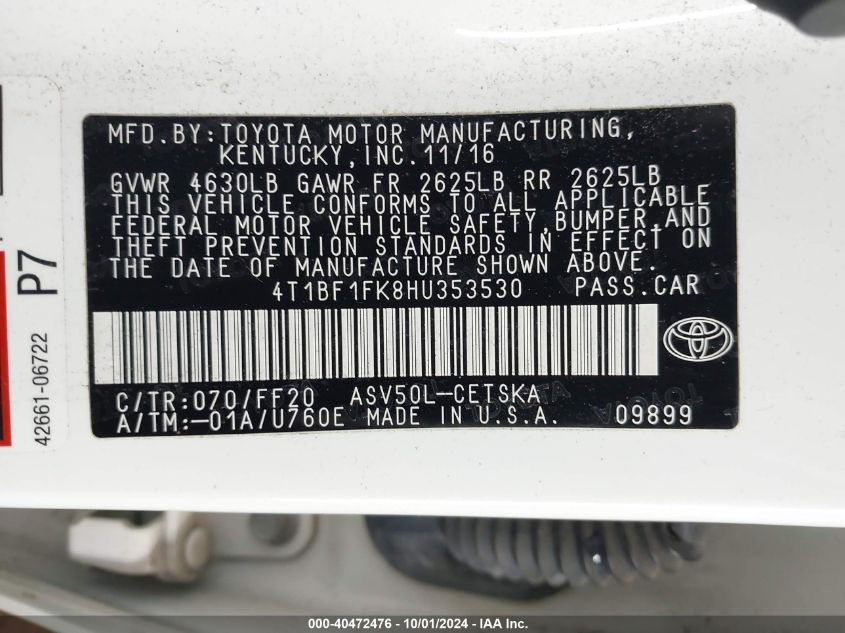 MFD.BY:TOYOTA MOTOR MANUFACTURING,
KENTUCKY,INC.11/16
GVWR 4630LB GAWR FR 2625LB RR 2625LB
THIS VEHICLE CONFORMS TO ALL APPLICABLE
FEDERAL MOTOR VEHICLE SAFETY,BUMPER,AND
THEFT PREVENTION STANDARDS IN EFFECT ON
THE DATE OF MANUFACTURE SHOWN ABOVE.
4T1BF1FK8HU353530 PASS.CAR
C/TR:070/FF20 ASV50L-CETSKA
A/TM:-01A/U760E MADE IN U.S.A. 09899
P7
42661-06722
000-40472476 - 10/01/2024 - IAA Inc.